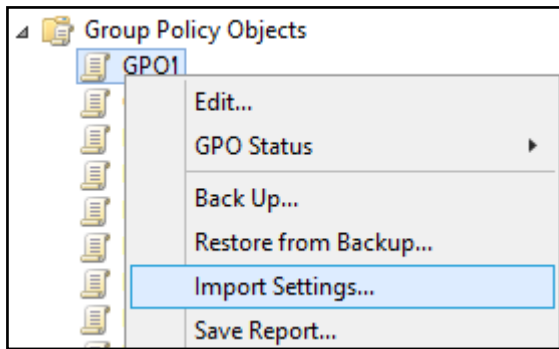 Group Policy Objects
GPO1
Edit...
GPO Status
Back Up...
Restore from Backup...
Import Settings...
Save Report...